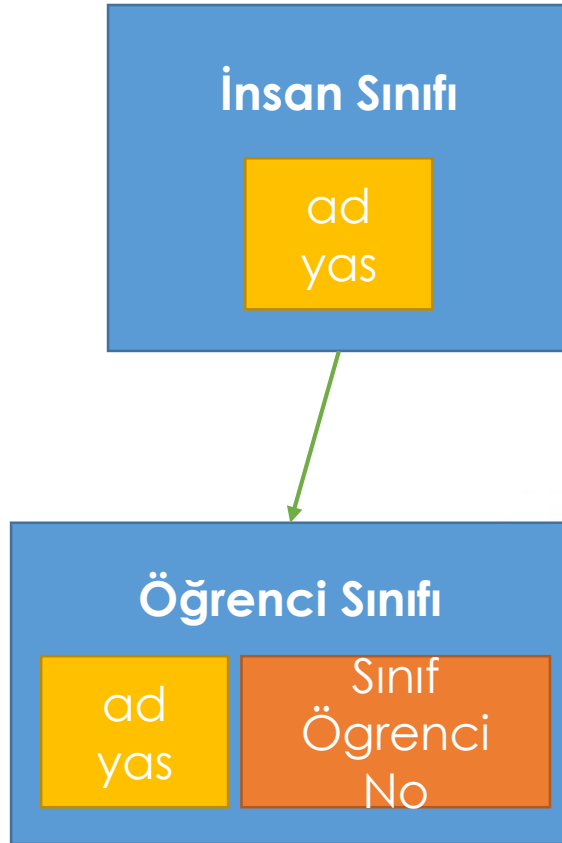 İnsan Sınıfı
ad
yas
Öğrenci Sınıfı
ad
yas
Sınıf
Ögrenci
No